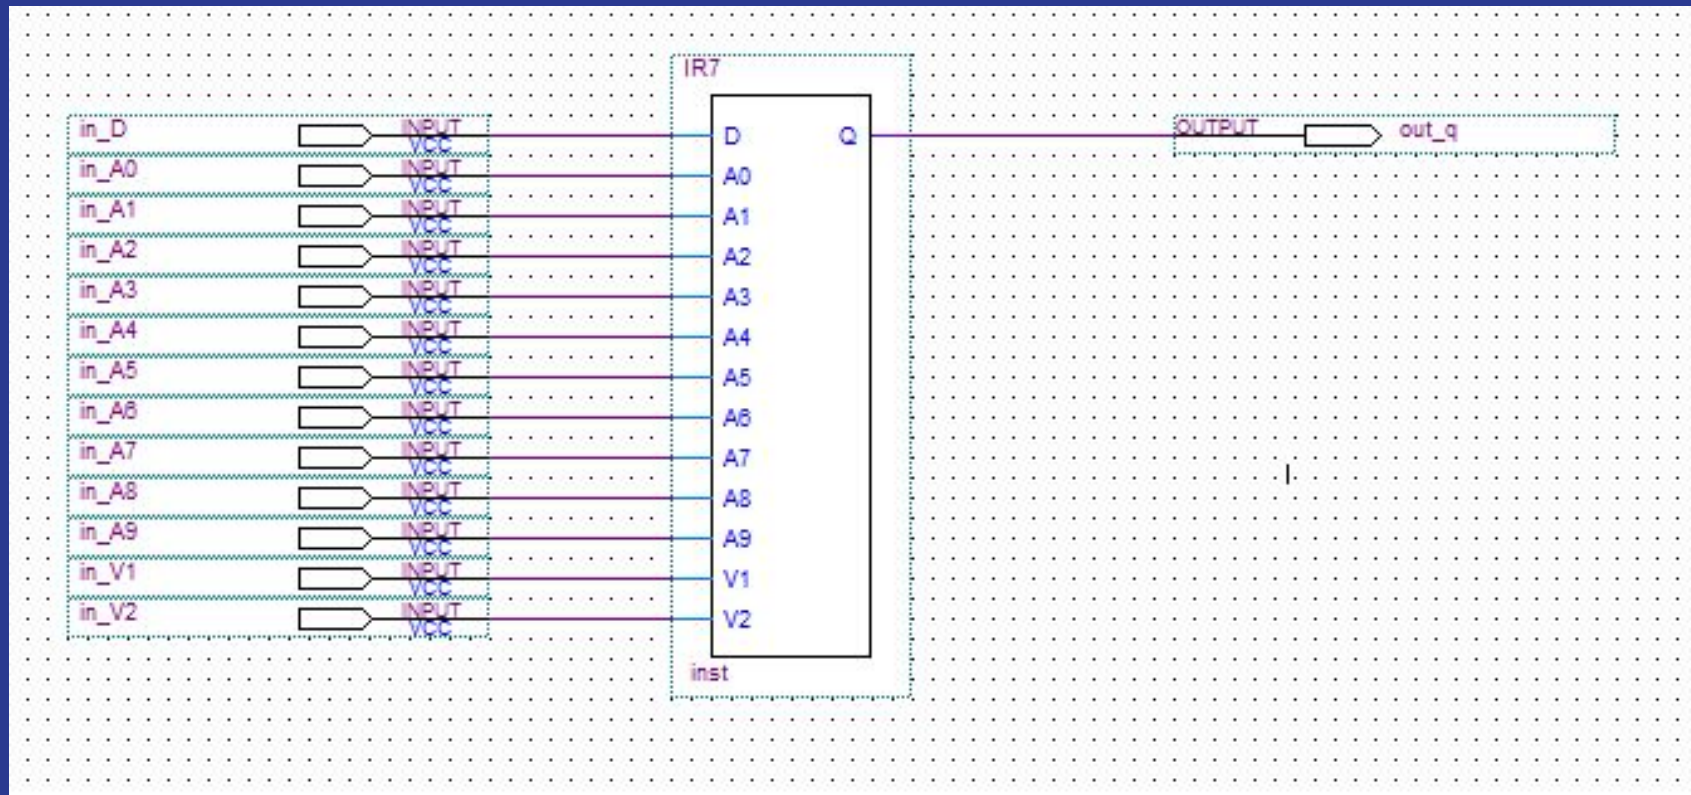 IR7
in_D INPUT VCC D Q OUTPUT out_q
in_A0 INPUT VCC A0
in_A1 INPUT VCC A1
in_A2 INPUT VCC A2
in_A3 INPUT VCC A3
in_A4 INPUT VCC A4
in_A5 INPUT VCC A5
in_A6 INPUT VCC A6
in_A7 INPUT VCC A7
in_A8 INPUT VCC A8
in_A9 INPUT VCC A9
in_V1 INPUT VCC V1
in_V2 INPUT VCC V2
inst